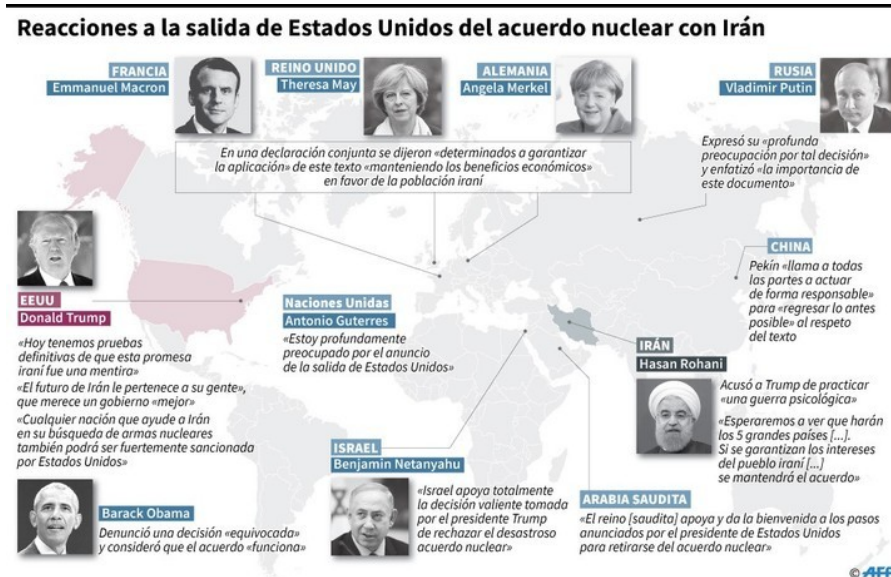 Reacciones a la salida de Estados Unidos del acuerdo nuclear con Irán
FRANCIA
Emmanuel Macron
REINO UNIDO
Theresa May
ALEMANIA
Angela Merkel
En una declaración conjunta se dijeron «determinados a garantizar
la aplicación» de este texto «manteniendo los beneficios económicos»
en favor de la población iraní
RUSIA
Vladimir Putin
Expresó su «profunda
preocupación por tal decisión»
y enfatizó «la importancia de
este documento»
CHINA
Pekín «llama a todas
las partes a actuar
de forma responsable»
para «regresar lo antes
posible» al respeto
del texto
EEUU
Donald Trump
«Hoy tenemos pruebas
definitivas de que esta promesa
iraní fue una mentira»
«El futuro de Irán le pertenece a su gente»,
que merece un gobierno «mejor»
«Cualquier nación que ayude a Irán
en su búsqueda de armas nucleares
también podrá ser fuertemente sancionada
por Estados Unidos»
Barack Obama
Denunció una decisión «equivocada»
y consideró que el acuerdo «funciona»
Naciones Unidas
Antonio Guterres
«Estoy profundamente
preocupado por el anuncio
de la salida de Estados Unidos»
ISRAEL
Benjamin Netanyahu
«Israel apoya totalmente
la decisión valiente tomada
por el presidente Trump
de rechazar el desastroso
acuerdo nuclear»
IRÁN
Hasan Rohani
Acusó a Trump de practicar
«una guerra psicológica»
«Esperaremos a ver que harán
los 5 grandes países [...].
Si se garantizan los intereses
del pueblo iraní [...]
se mantendrá el acuerdo»
ARABIA SAUDITA
«El reino [saudita] apoya y da la bienvenida a los pasos
anunciados por el presidente de Estados Unidos
para retirarse del acuerdo nuclear»
© AFP